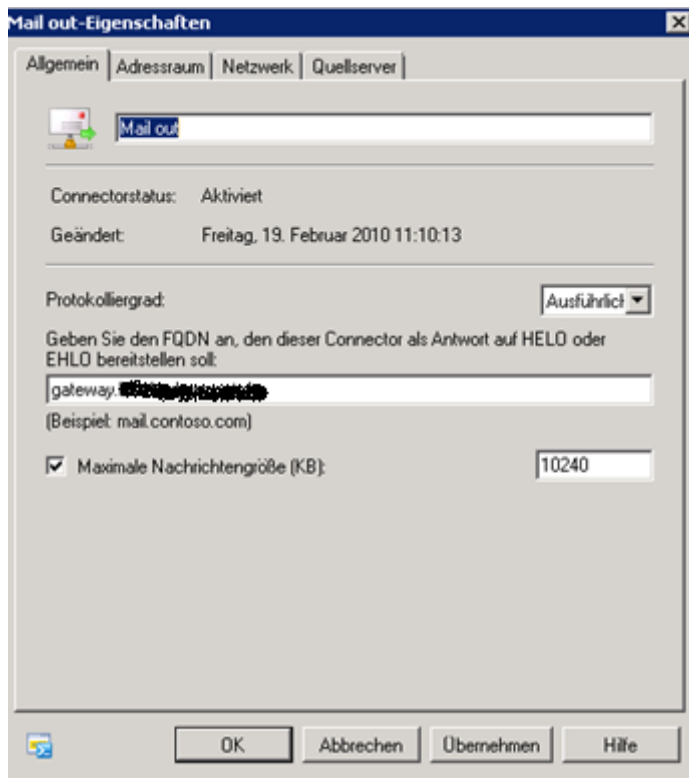 Mail out-Eigenschaften
Allgemein Adressraum Netzwerk Quellserver
Mail out
Connectorstatus: Aktiviert
Geändert: Freitag, 19. Februar 2010 11:10:13
Protokolliergrad: Ausführlich
Geben Sie den FQDN an, den dieser Connector als Antwort auf HELO oder
EHLO bereitstellen soll:
gateway.
(Beispiel: mail.contoso.com)
Maximale Nachrichtengröße (KB): 10240
OK Abbrechen Übernehmen Hilfe